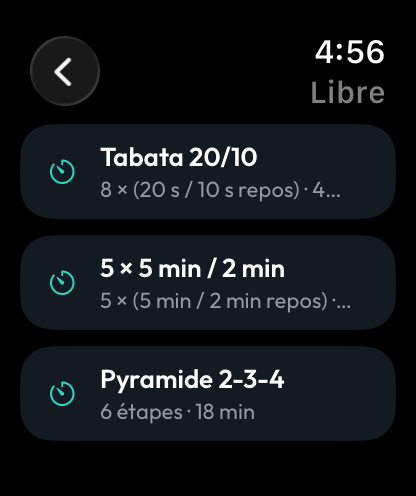 4:56
Libre
Tabata 20/10
8 × (20 s / 10 s repos) · 4...
5 × 5 min / 2 min
5 × (5 min / 2 min repos) ·...
Pyramide 2-3-4
6 étapes · 18 min